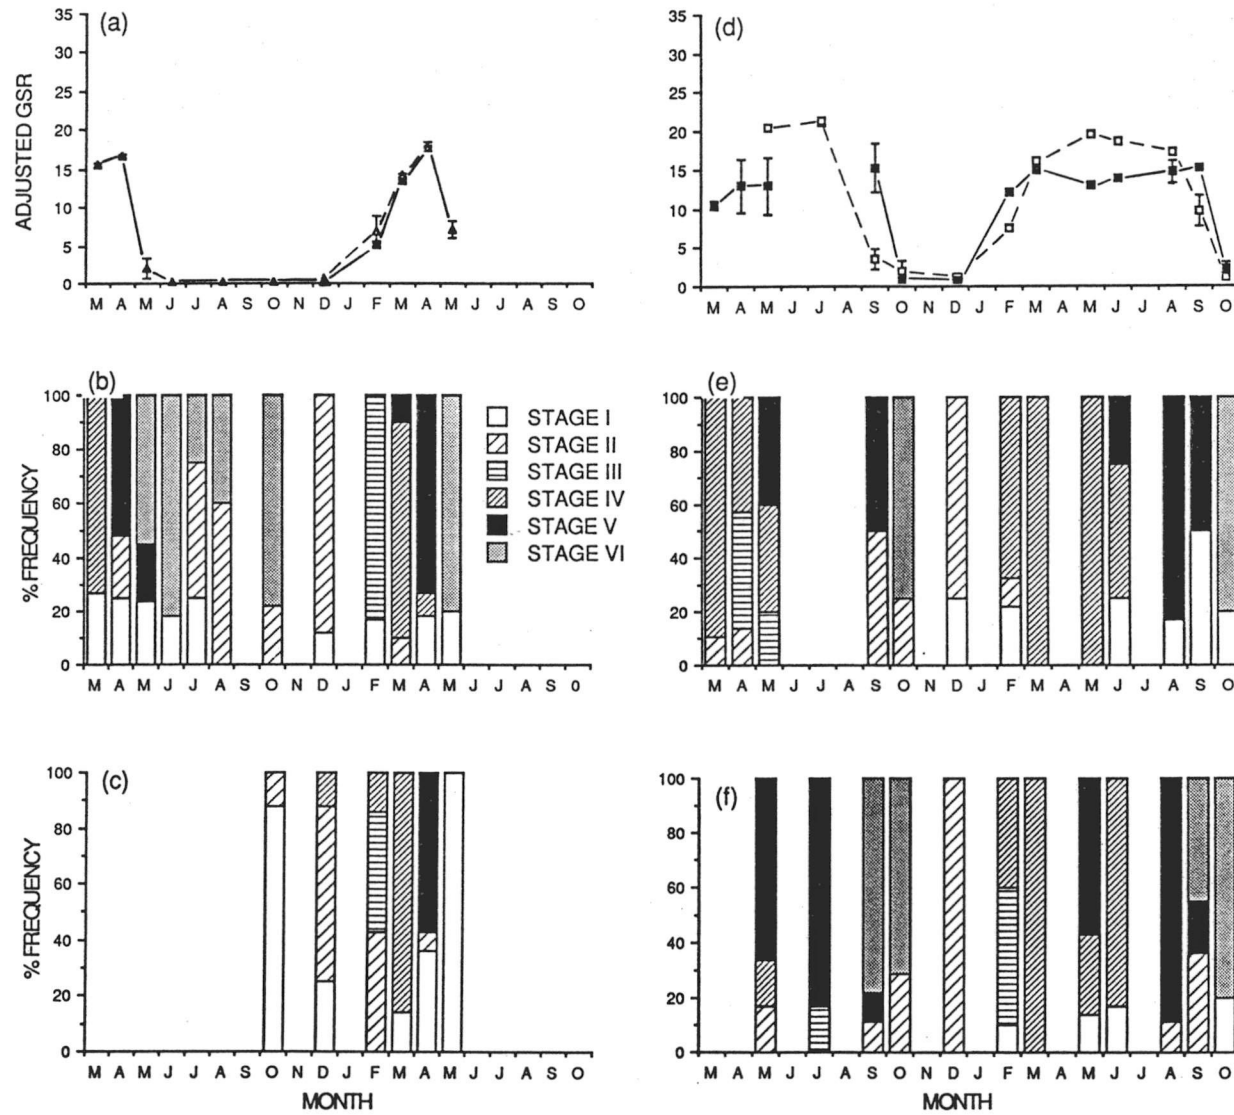 (a)
35
30
25
20
15
10
5
0
ADJUSTED GSR
M A M J J A S O N D J F M A M J J A S O
(d)
35
30
25
20
15
10
5
0
M A M J J A S O N D J F M A M J J A S O
(b)
100
80
60
40
20
0
% FREQUENCY
STAGE I
STAGE II
STAGE III
STAGE IV
STAGE V
STAGE VI
M A M J J A S O N D J F M A M J J A S 0
(e)
100
80
60
40
20
0
M A M J J A S O N D J F M A M J J A S O
(c)
100
80
60
40
20
0
% FREQUENCY
M A M J J A S O N D J F M A M J J A S O
MONTH
(f)
100
80
60
40
20
0
M A M J J A S O N D J F M A M J J A S O
MONTH